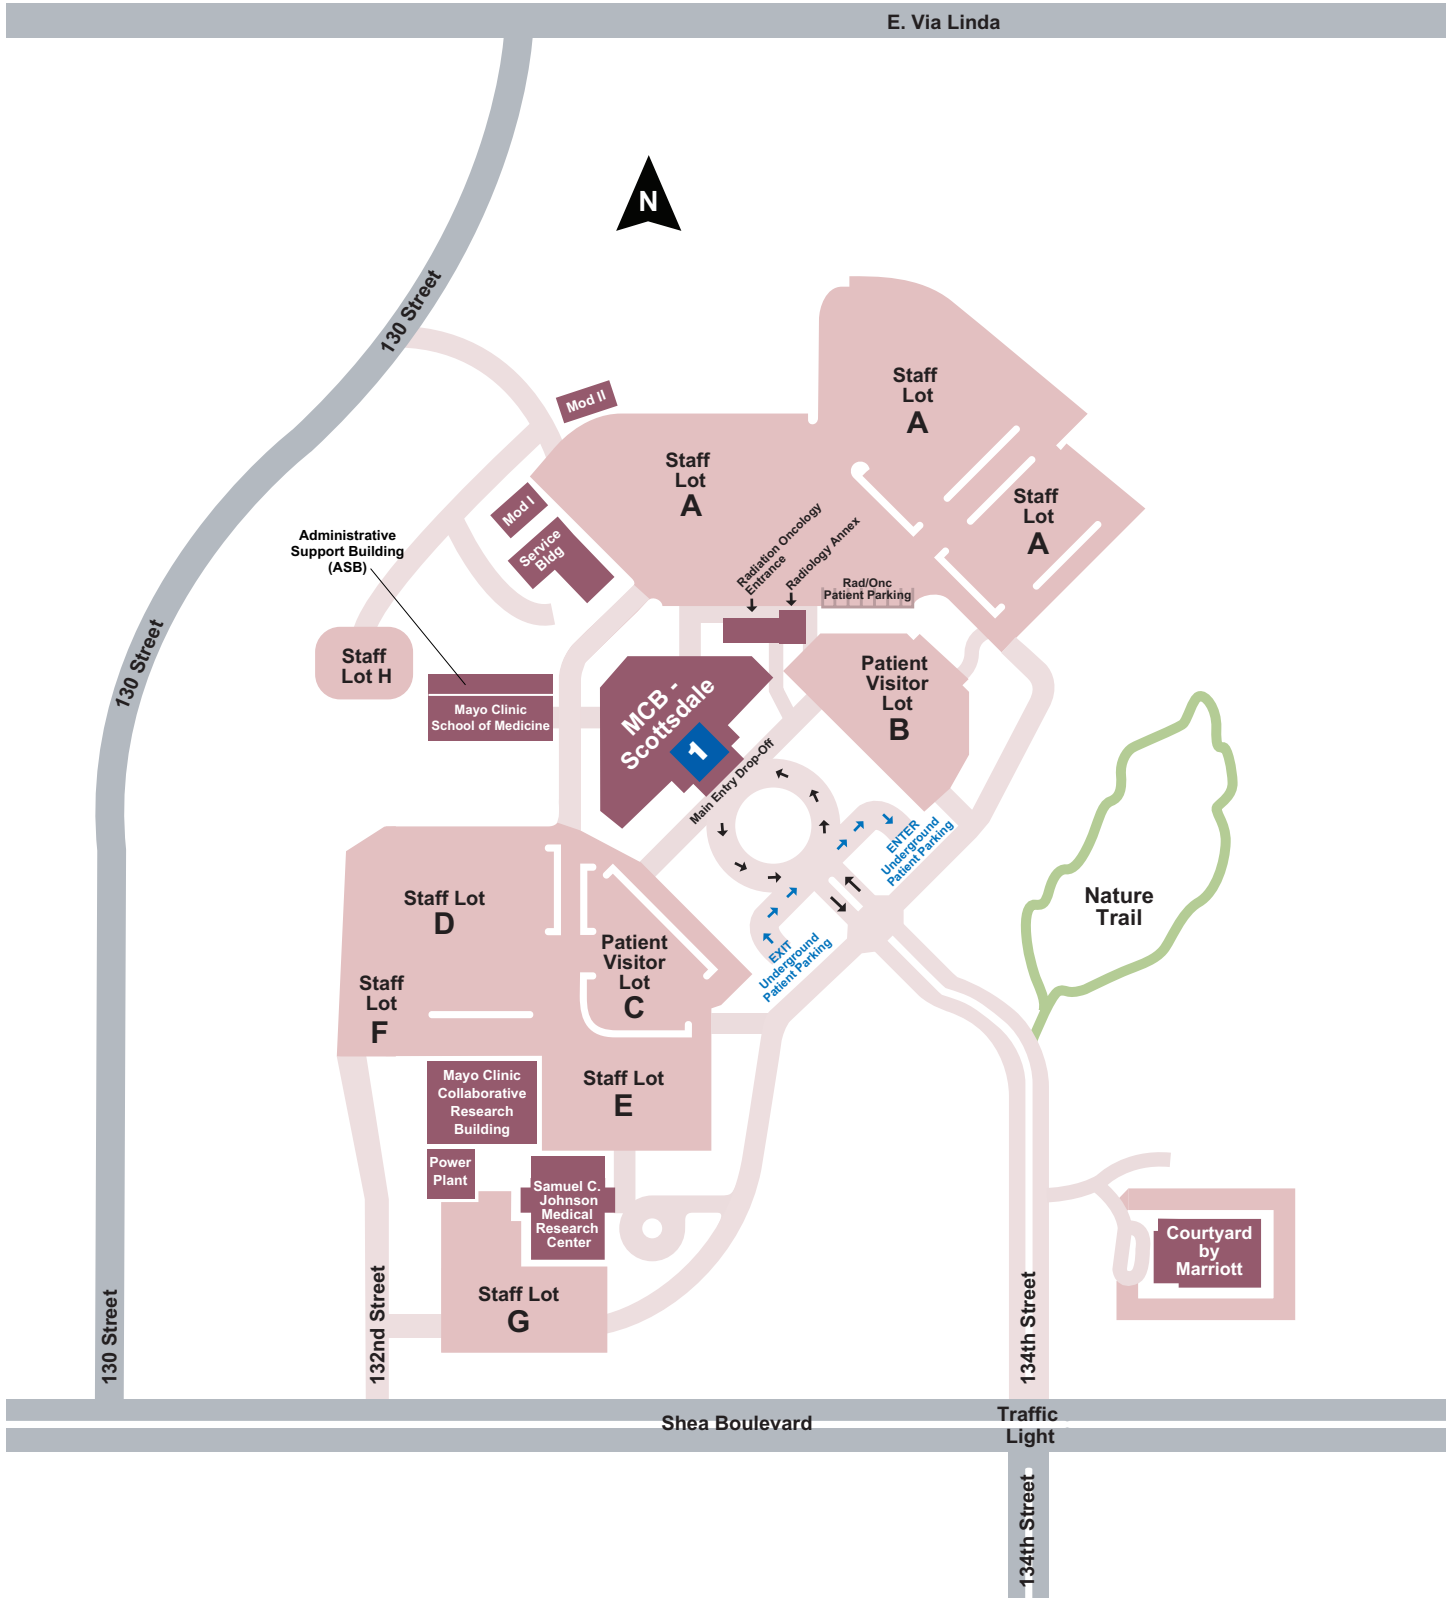 E. Via Linda
N
130 Street
Mod II
Staff
Lot
A
Staff
Lot
A
Staff
Lot
A
Mod I
Service
Bldg
Administrative
Support Building
(ASB)
Radiation Oncology
Entrance
Radiology Annex
Rad/Onc
Patient Parking
130 Street
Staff
Lot H
Mayo Clinic
School of Medicine
MCB -
Scottsdale
1
Patient
Visitor
Lot
B
Main Entry Drop-Off
ENTER
Underground
Patient Parking
EXIT
Underground
Patient Parking
Nature
Trail
Staff Lot
D
Patient
Visitor
Lot
C
Staff
Lot
F
Staff Lot
E
Mayo Clinic
Collaborative
Research
Building
Power
Plant
Samuel C.
Johnson
Medical
Research
Center
Courtyard
by
Marriott
Staff Lot
G
130 Street
132nd Street
134th Street
Shea Boulevard
Traffic
Light
134th Street